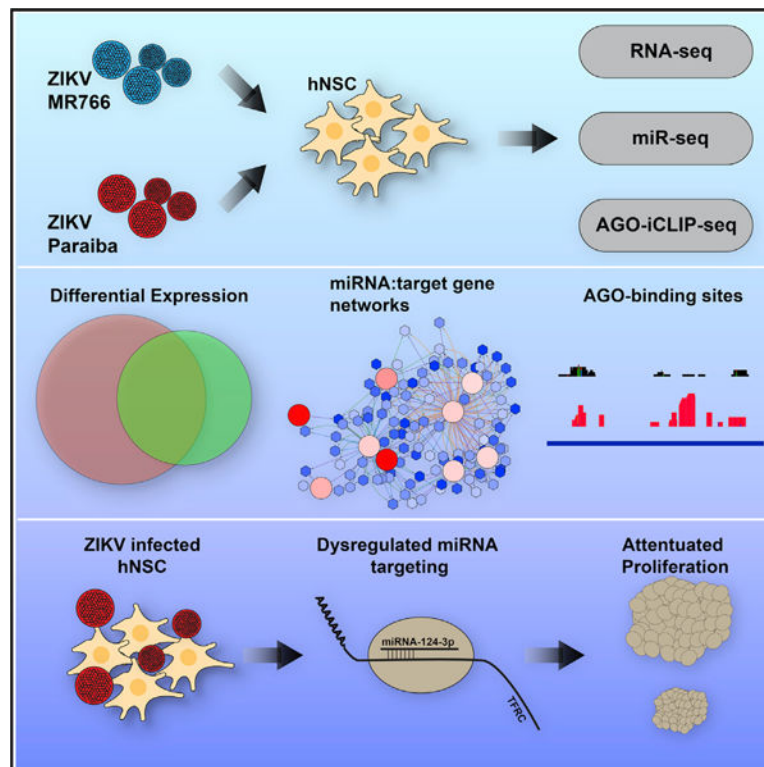 ZIKV
MR766
ZIKV
Paraiba
hNSC
RNA-seq
miR-seq
AGO-iCLIP-seq
Differential Expression
miRNA:target gene
networks
AGO-binding sites
ZIKV infected
hNSC
Dysregulated miRNA
targeting
Attentuated
Proliferation
AAAAAAA
miRNA-124-3p
TFRC